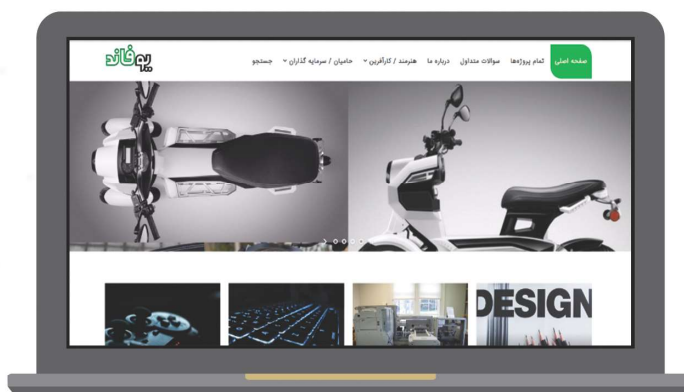 صفحه اصلی تمام پروژه‌ها سوالات متداول درباره ما هنرمند / کارآفرین حامیان / سرمایه گذاران جستجو
یوفاند
DESIGN